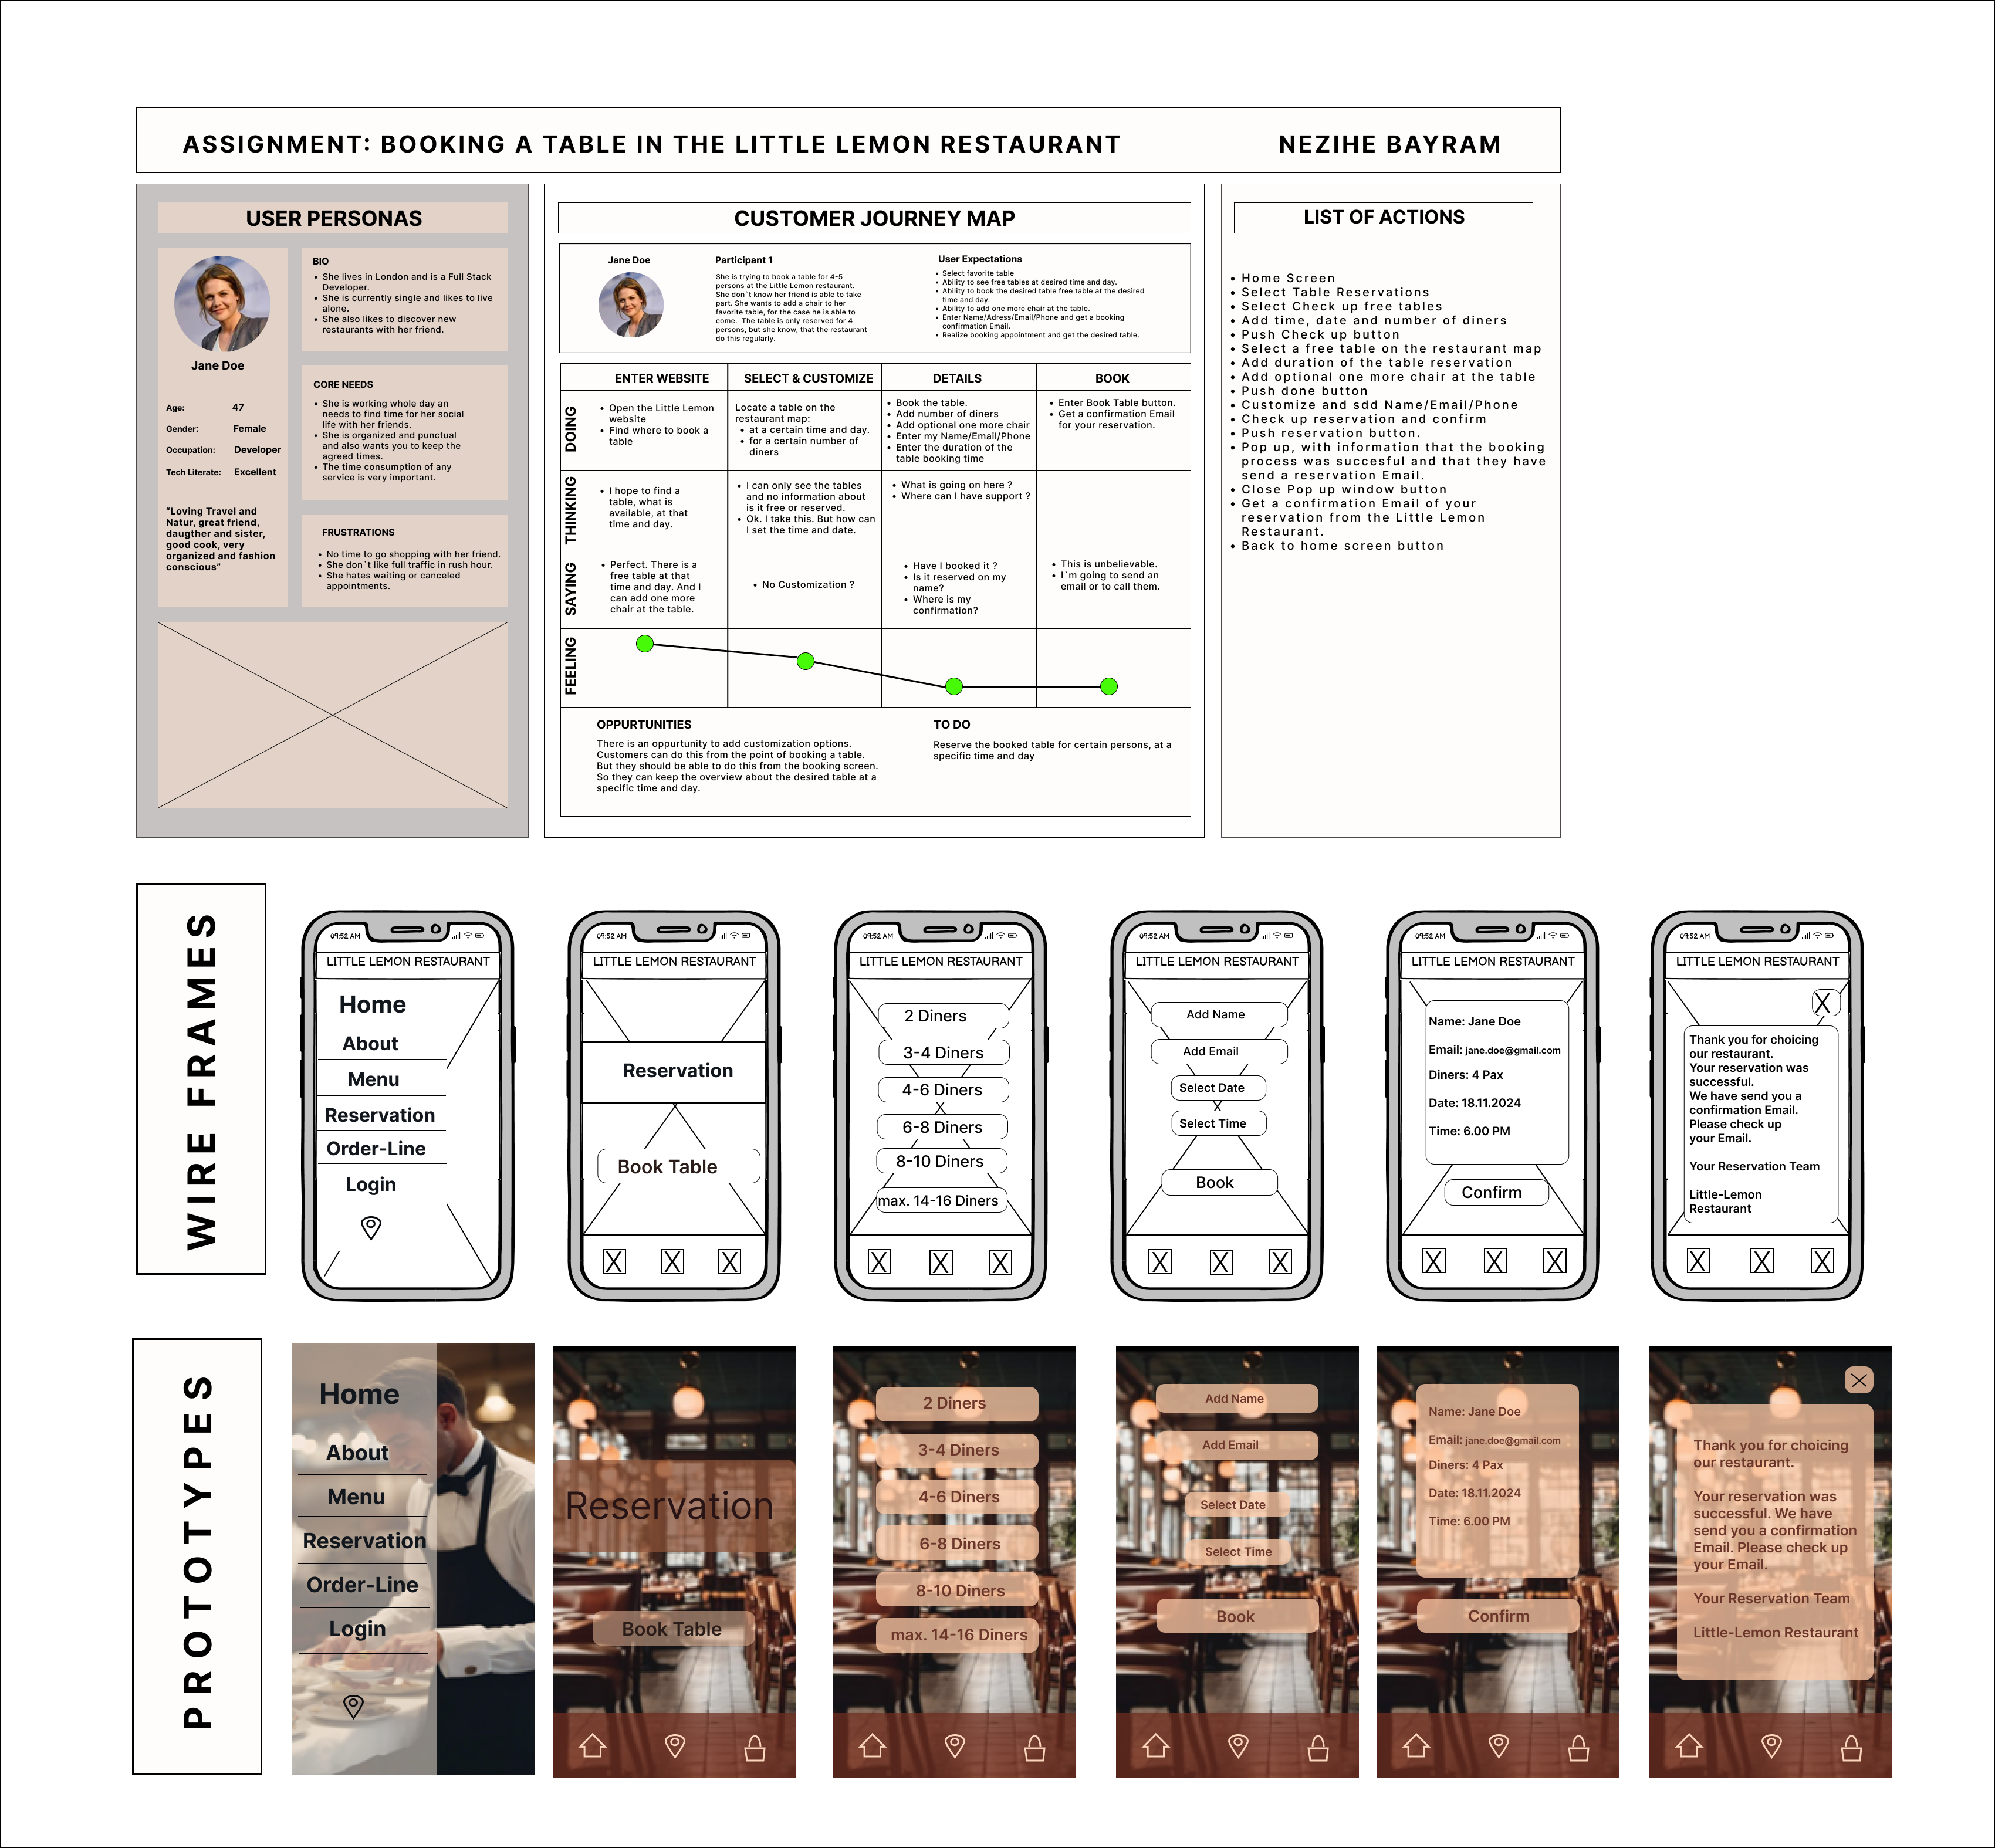 ASSIGNMENT: BOOKING A TABLE IN THE LITTLE LEMON RESTAURANT
NEZIHE BAYRAM
USER PERSONAS
Jane Doe
Age: 47
Gender: Female
Occupation: Developer
Tech Literate: Excellent
"Loving Travel and
Natur, great friend,
daugther and sister,
good cook, very
organized and fashion
conscious"
BIO
• She lives in London and is a Full Stack
Developer.
• She is currently single and likes to live
alone.
• She also likes to discover new
restaurants with her friend.
CORE NEEDS
• She is working whole day an
needs to find time for her social
life with her friends.
• She is organized and punctual
and also wants you to keep the
agreed times.
• The time consumption of any
service is very important.
FRUSTRATIONS
• No time to go shopping with her friend.
• She don`t like full traffic in rush hour.
• She hates waiting or canceled
appointments.
CUSTOMER JOURNEY MAP
Jane Doe
Participant 1
She is trying to book a table for 4-5
persons at the Little Lemon restaurant.
She don`t know her friend is able to take
part. She wants to add a chair to her
favorite table, for the case he is able to
come. The table is only reserved for 4
persons, but she know, that the restaurant
do this regularly.
User Expectations
• Select favorite table
• Ability to see free tables at desired time and day.
• Ability to book the desired table free table at the desired
time and day.
• Ability to add one more chair at the table.
• Enter Name/Adress/Email/Phone and get a booking
confirmation Email.
• Realize booking appointment and get the desired table.
ENTER WEBSITE
SELECT & CUSTOMIZE
DETAILS
BOOK
DOING
• Open the Little Lemon
website
• Find where to book a
table
Locate a table on the
restaurant map:
• at a certain time and day.
• for a certain number of
diners
• Book the table.
• Add number of diners
• Add optional one more chair
• Enter my Name/Email/Phone
• Enter the duration of the
table booking time
• Enter Book Table button.
• Get a confirmation Email
for your reservation.
THINKING
• I hope to find a
table, what is
available, at that
time and day.
• I can only see the tables
and no information about
is it free or reserved.
• Ok. I take this. But how can
I set the time and date.
• What is going on here ?
• Where can I have support ?
SAYING
• Perfect. There is a
free table at that
time and day. And I
can add one more
chair at the table.
• No Customization ?
• Have I booked it ?
• Is it reserved on my
name?
• Where is my
confirmation?
• This is unbelievable.
• I`m going to send an
email or to call them.
FEELING
OPPURTUNITIES
There is an oppurtunity to add customization options.
Customers can do this from the point of booking a table.
But they should be able to do this from the booking screen.
So they can keep the overview about the desired table at a
specific time and day.
TO DO
Reserve the booked table for certain persons, at a
specific time and day
LIST OF ACTIONS
• Home Screen
• Select Table Reservations
• Select Check up free tables
• Add time, date and number of diners
• Push Check up button
• Select a free table on the restaurant map
• Add duration of the table reservation
• Add optional one more chair at the table
• Push done button
• Customize and sdd Name/Email/Phone
• Check up reservation and confirm
• Push reservation button.
• Pop up, with information that the booking
process was succesful and that they have
send a reservation Email.
• Close Pop up window button
• Get a confirmation Email of your
reservation from the Little Lemon
Restaurant.
• Back to home screen button
WIRE FRAMES
09:52 AM
LITTLE LEMON RESTAURANT
Home
About
Menu
Reservation
Order-Line
Login
09:52 AM
LITTLE LEMON RESTAURANT
Reservation
Book Table
09:52 AM
LITTLE LEMON RESTAURANT
2 Diners
3-4 Diners
4-6 Diners
6-8 Diners
8-10 Diners
max. 14-16 Diners
09:52 AM
LITTLE LEMON RESTAURANT
Add Name
Add Email
Select Date
Select Time
Book
09:52 AM
LITTLE LEMON RESTAURANT
Name: Jane Doe
Email: jane.doe@gmail.com
Diners: 4 Pax
Date: 18.11.2024
Time: 6.00 PM
Confirm
09:52 AM
LITTLE LEMON RESTAURANT
Thank you for choicing
our restaurant.
Your reservation was
successful.
We have send you a
confirmation Email.
Please check up
your Email.
Your Reservation Team
Little-Lemon
Restaurant
PROTOTYPES
Home
About
Menu
Reservation
Order-Line
Login
Reservation
Book Table
2 Diners
3-4 Diners
4-6 Diners
6-8 Diners
8-10 Diners
max. 14-16 Diners
Add Name
Add Email
Select Date
Select Time
Book
Name: Jane Doe
Email: jane.doe@gmail.com
Diners: 4 Pax
Date: 18.11.2024
Time: 6.00 PM
Confirm
Thank you for choicing
our restaurant.
Your reservation was
successful. We have
send you a confirmation
Email. Please check up
your Email.
Your Reservation Team
Little-Lemon Restaurant